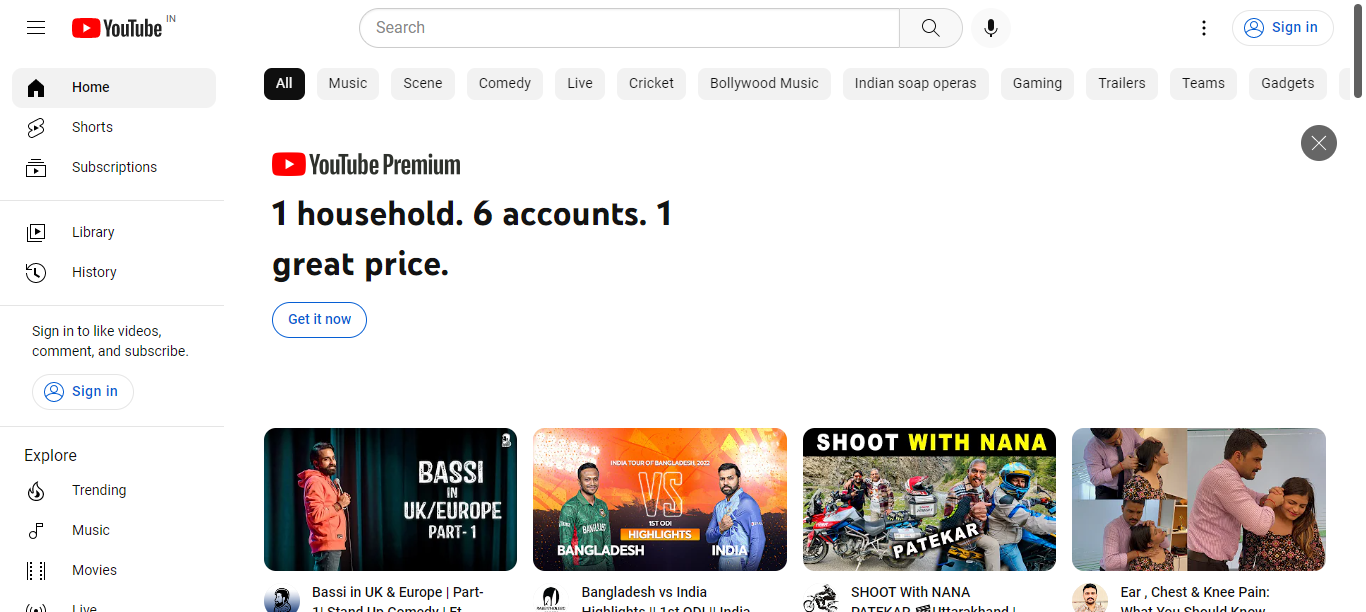 YouTube IN
Search
Sign in
Home
Shorts
Subscriptions
Library
History
Sign in to like videos,
comment, and subscribe.
Sign in
Explore
Trending
Music
Movies
Live
All
Music
Scene
Comedy
Live
Cricket
Bollywood Music
Indian soap operas
Gaming
Trailers
Teams
Gadgets
YouTube Premium
1 household. 6 accounts. 1
great price.
Get it now
BASSI
IN
UK/EUROPE
PART- 1
Bassi in UK & Europe | Part-
1| Stand Up Comedy | Ft
INDIA TOUR OF BANGLADESH, 2022
VS
1ST ODI
HIGHLIGHTS
BANGLADESH
INDIA
Bangladesh vs India
Highlights || 1st ODI || India
SHOOT WITH NANA
PATEKAR
SHOOT With NANA
PATEKAR 🎬Uttarakhand |
Ear , Chest & Knee Pain:
What You Should Know